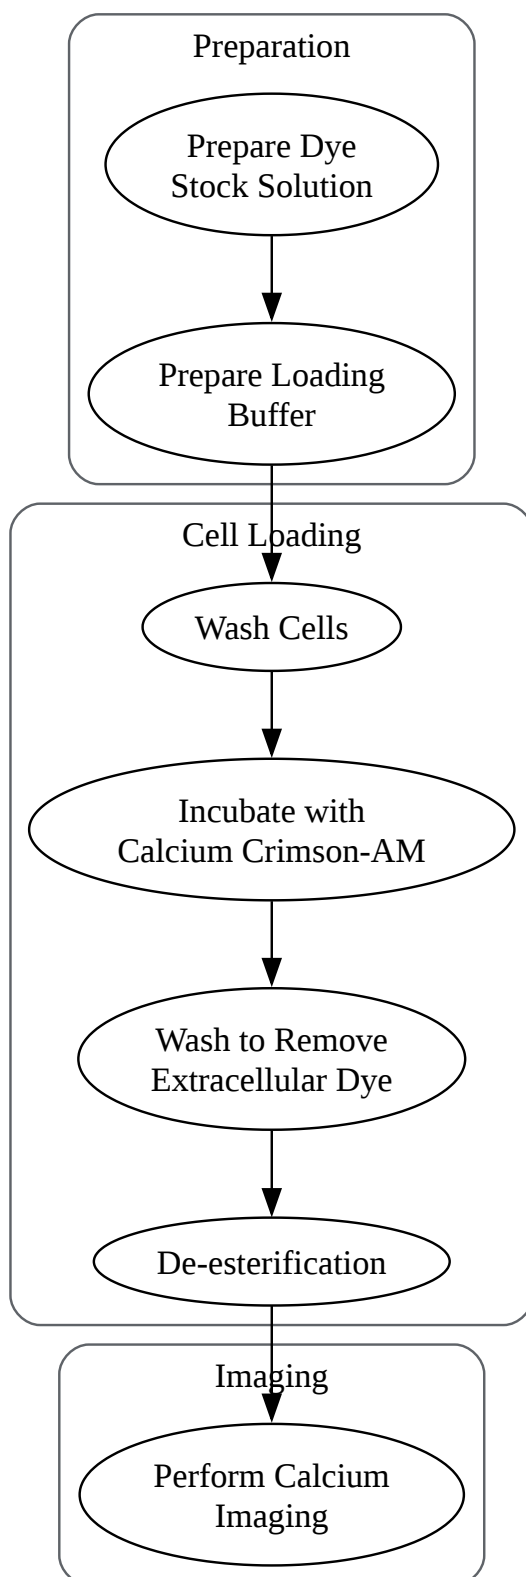 Preparation
Prepare Dye
Stock Solution
Prepare Loading
Buffer
Cell Loading
Wash Cells
Incubate with
Calcium Crimson-AM
Wash to Remove
Extracellular Dye
De-esterification
Imaging
Perform Calcium
Imaging